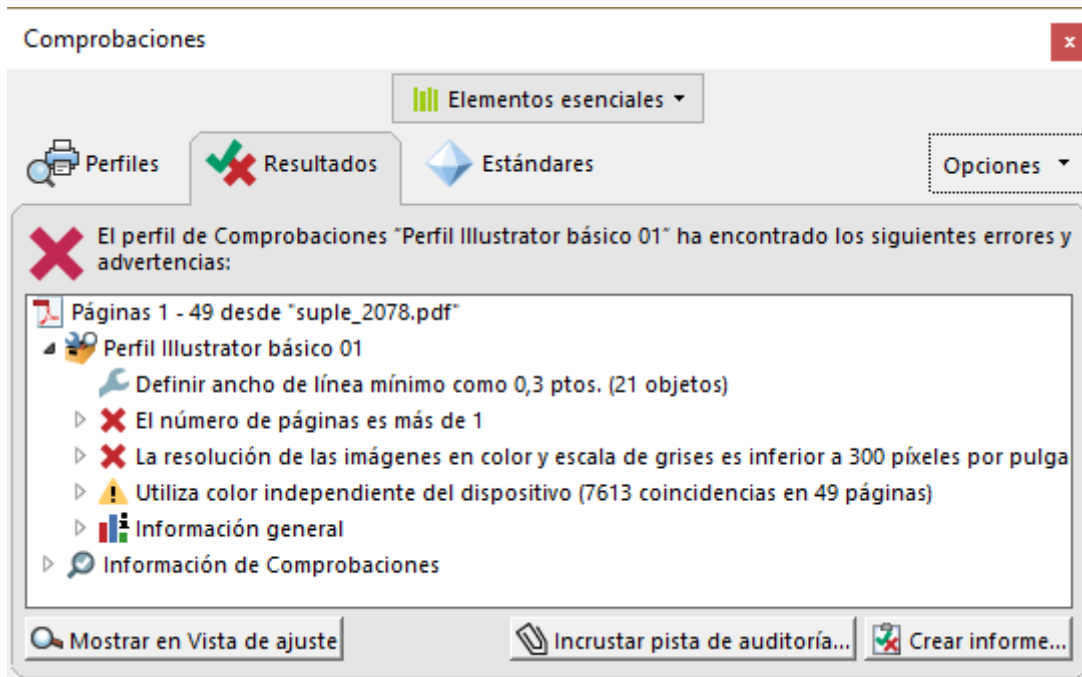 Comprobaciones
x
Elementos esenciales
Perfiles
Resultados
Estándares
Opciones
El perfil de Comprobaciones "Perfil Illustrator básico 01" ha encontrado los siguientes errores y
advertencias:
Páginas 1 - 49 desde "suple_2078.pdf"
Perfil Illustrator básico 01
Definir ancho de línea mínimo como 0,3 ptos. (21 objetos)
El número de páginas es más de 1
La resolución de las imágenes en color y escala de grises es inferior a 300 píxeles por pulga
Utiliza color independiente del dispositivo (7613 coincidencias en 49 páginas)
Información general
Información de Comprobaciones
Mostrar en Vista de ajuste
Incrustar pista de auditoría...
Crear informe...